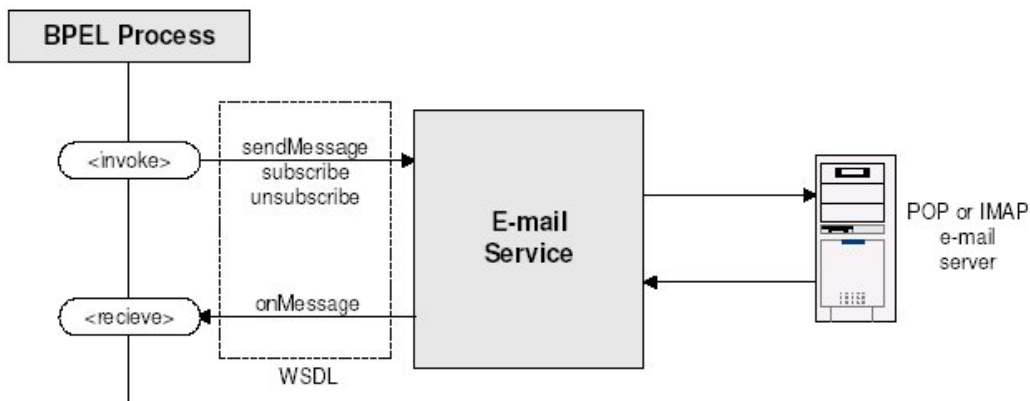 BPEL Process
<invoke>
sendMessage
subscribe
unsubscribe
E-mail
Service
POP or IMAP
e-mail
server
<recieve>
onMessage
WSDL